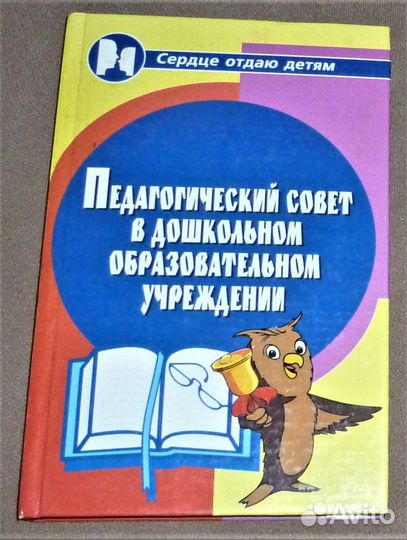 Сердце отдаю детям
ПЕДАГОГИЧЕСКИЙ СОВЕТ
В ДОШКОЛЬНОМ
ОБРАЗОВАТЕЛЬНОМ
УЧРЕЖДЕНИИ
Avito